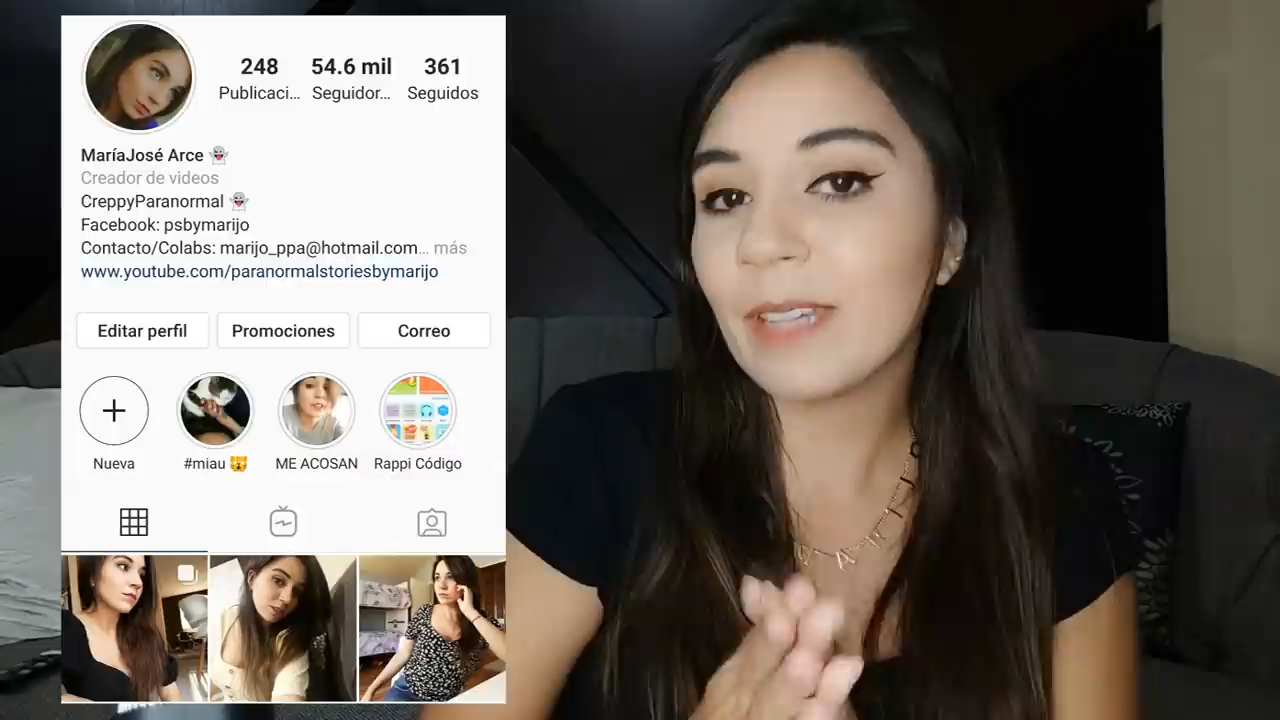 248 54.6 mil 361
Publicaci... Seguidor... Seguidos
MaríaJosé Arce 👻
Creador de videos
CreppyParanormal 👻
Facebook: psbymarijo
Contacto/Colabs: marijo_ppa@hotmail.com... más
www.youtube.com/paranormalstoriesbymarijo
Editar perfil Promociones Correo
Nueva #miau 🙀 ME ACOSAN Rappi Código